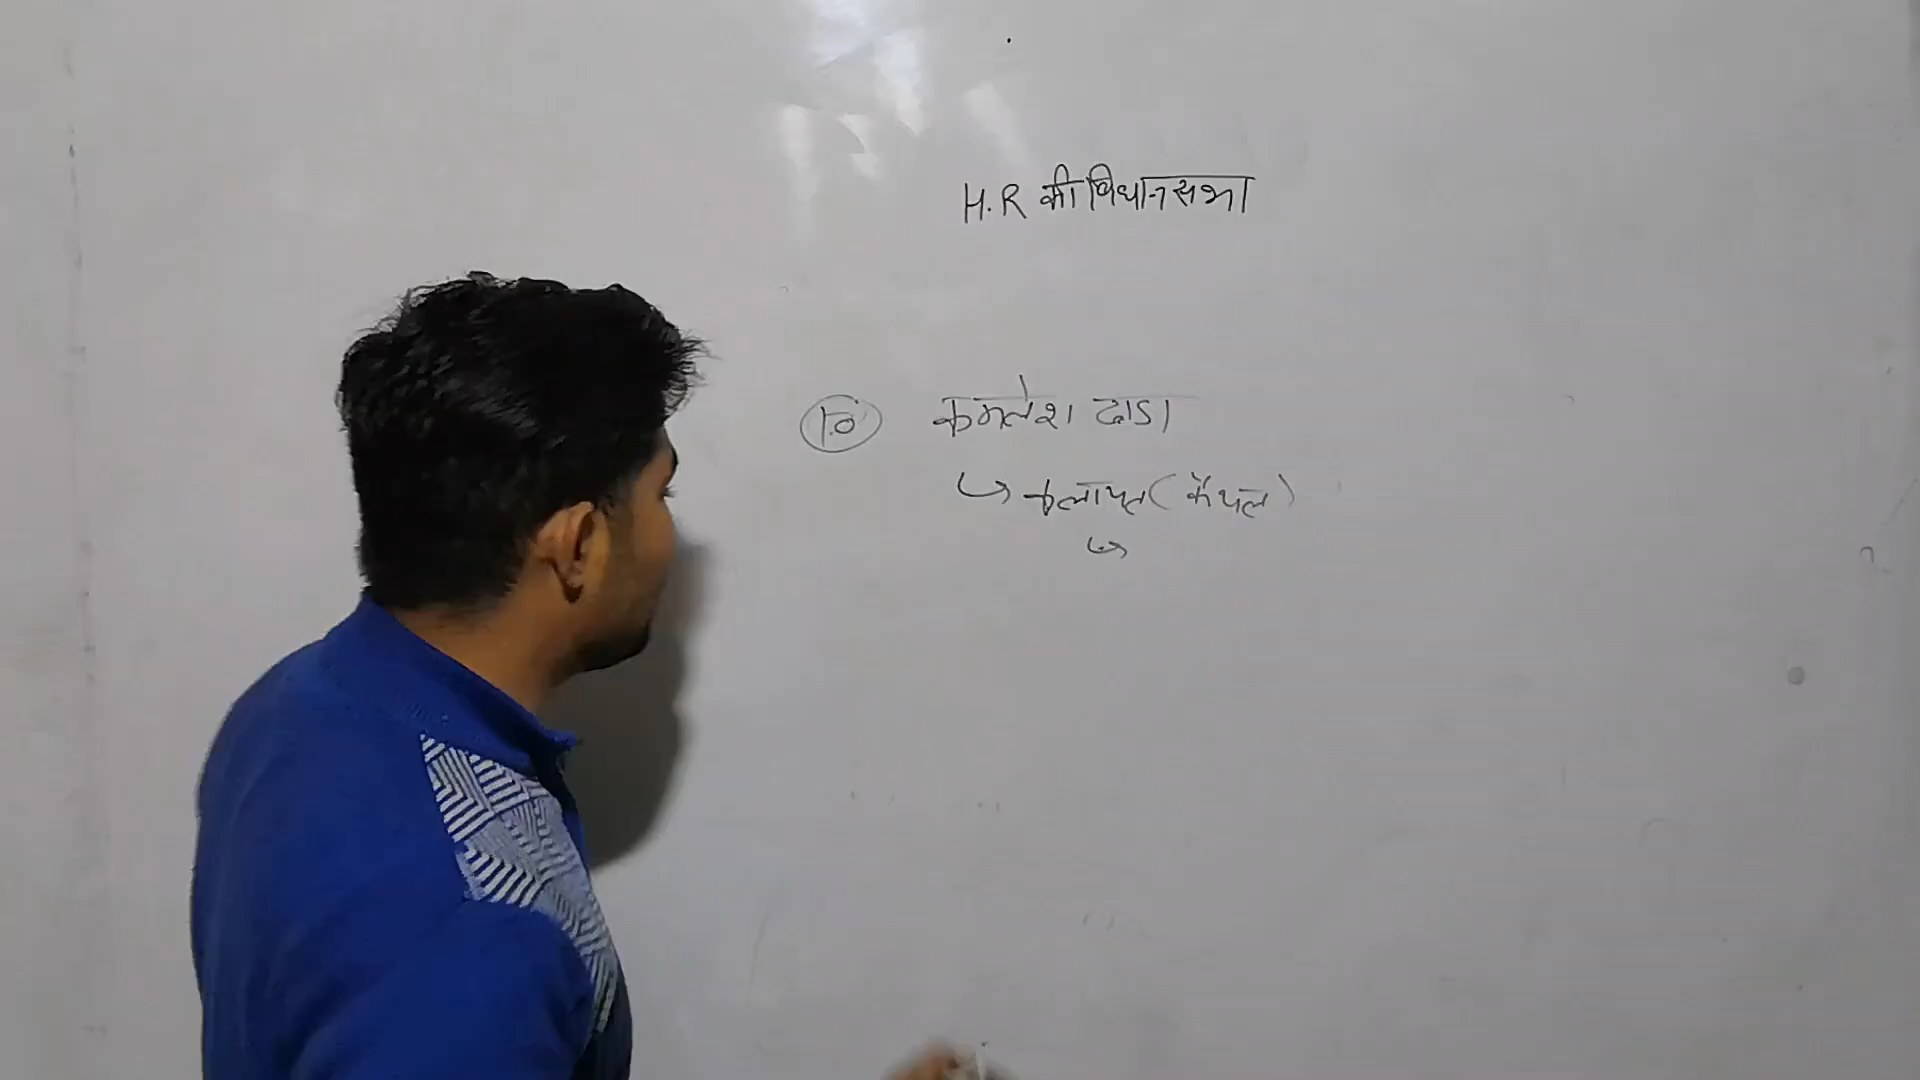 H.R की विधानसभा
10 कमलेश ढाडा
↳ कलायत (कैथल)
↳